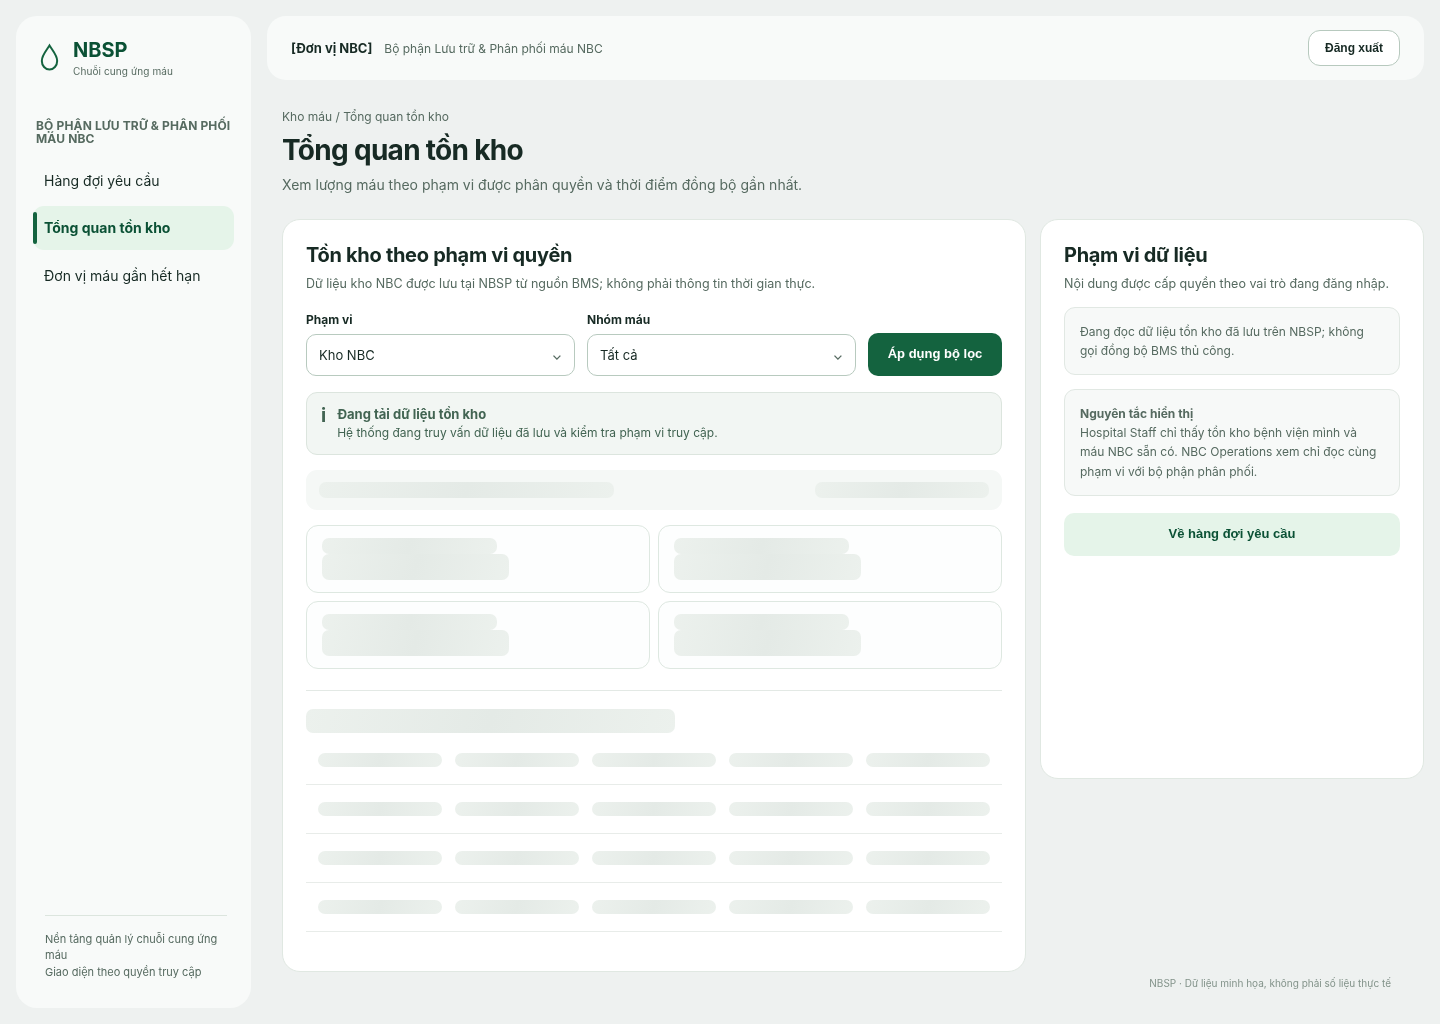 NBSP
Chuỗi cung ứng máu
BỘ PHẬN LƯU TRỮ & PHÂN PHỐI
MÁU NBC
Hàng đợi yêu cầu
Tổng quan tồn kho
Đơn vị máu gần hết hạn
Nền tảng quản lý chuỗi cung ứng
máu
Giao diện theo quyền truy cập
[Đơn vị NBC] Bộ phận Lưu trữ & Phân phối máu NBC
Đăng xuất
Kho máu / Tổng quan tồn kho
Tổng quan tồn kho
Xem lượng máu theo phạm vi được phân quyền và thời điểm đồng bộ gần nhất.
Tồn kho theo phạm vi quyền
Dữ liệu kho NBC được lưu tại NBSP từ nguồn BMS; không phải thông tin thời gian thực.
Phạm vi
Kho NBC
Nhóm máu
Tất cả
Áp dụng bộ lọc
Đang tải dữ liệu tồn kho
Hệ thống đang truy vấn dữ liệu đã lưu và kiểm tra phạm vi truy cập.
Phạm vi dữ liệu
Nội dung được cấp quyền theo vai trò đang đăng nhập.
Đang đọc dữ liệu tồn kho đã lưu trên NBSP; không
gọi đồng bộ BMS thủ công.
Nguyên tắc hiển thị
Hospital Staff chỉ thấy tồn kho bệnh viện mình và
máu NBC sẵn có. NBC Operations xem chỉ đọc cùng
phạm vi với bộ phận phân phối.
Về hàng đợi yêu cầu
NBSP · Dữ liệu minh họa, không phải số liệu thực tế